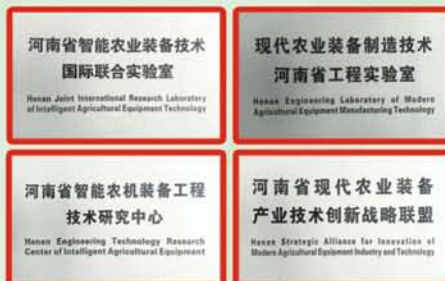 河南省智能农业装备技术
国际联合实验室
Henan Joint International Research Laboratory
of Intelligent Agricultural Equipment Technology
现代农业装备制造技术
河南省工程实验室
Henan Engineering Laboratory of Modern
Agricultural Equipment Manufacturing Technology
河南省智能农机装备工程
技术研究中心
Henan Engineering Technology Research
Center of Intelligent Agricultural Equipment
河南省现代农业装备
产业技术创新战略联盟
Henan Strategic Alliance for Innovation of
Modern Agricultural Equipment Industry and Technology